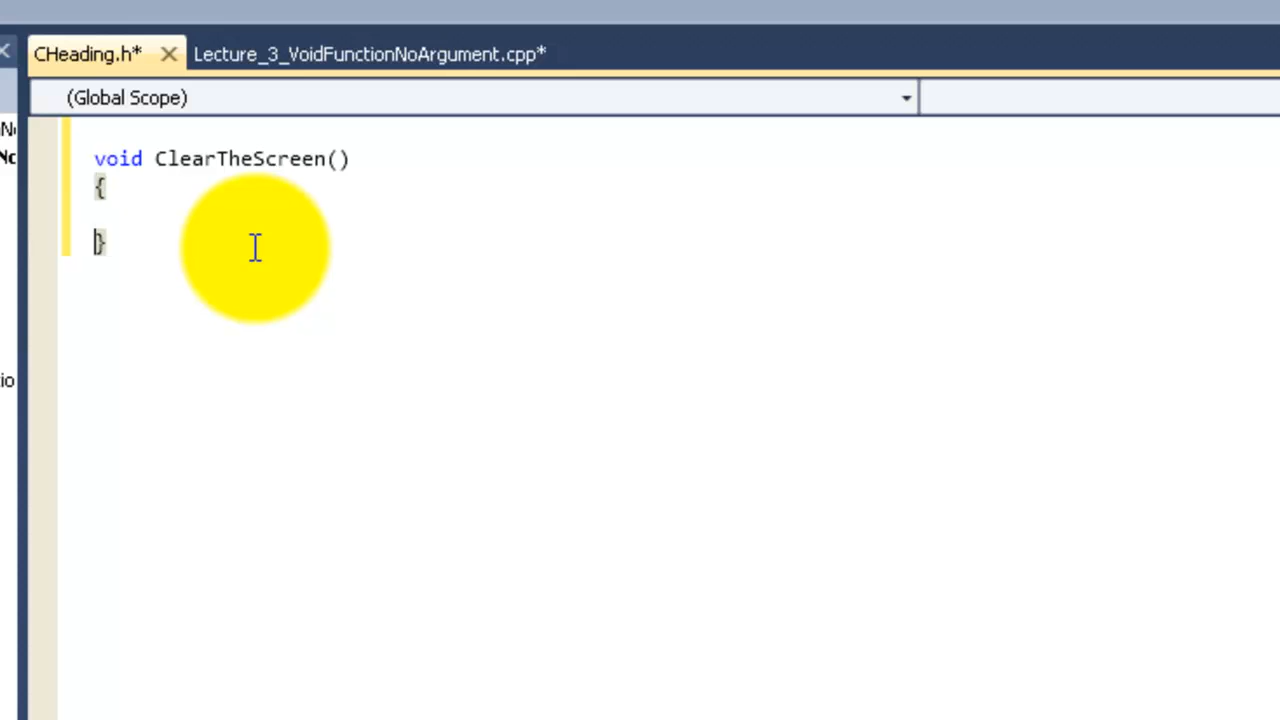 CHeading.h* Lecture_3_VoidFunctionNoArgument.cpp*
(Global Scope)
void ClearTheScreen()
{
}